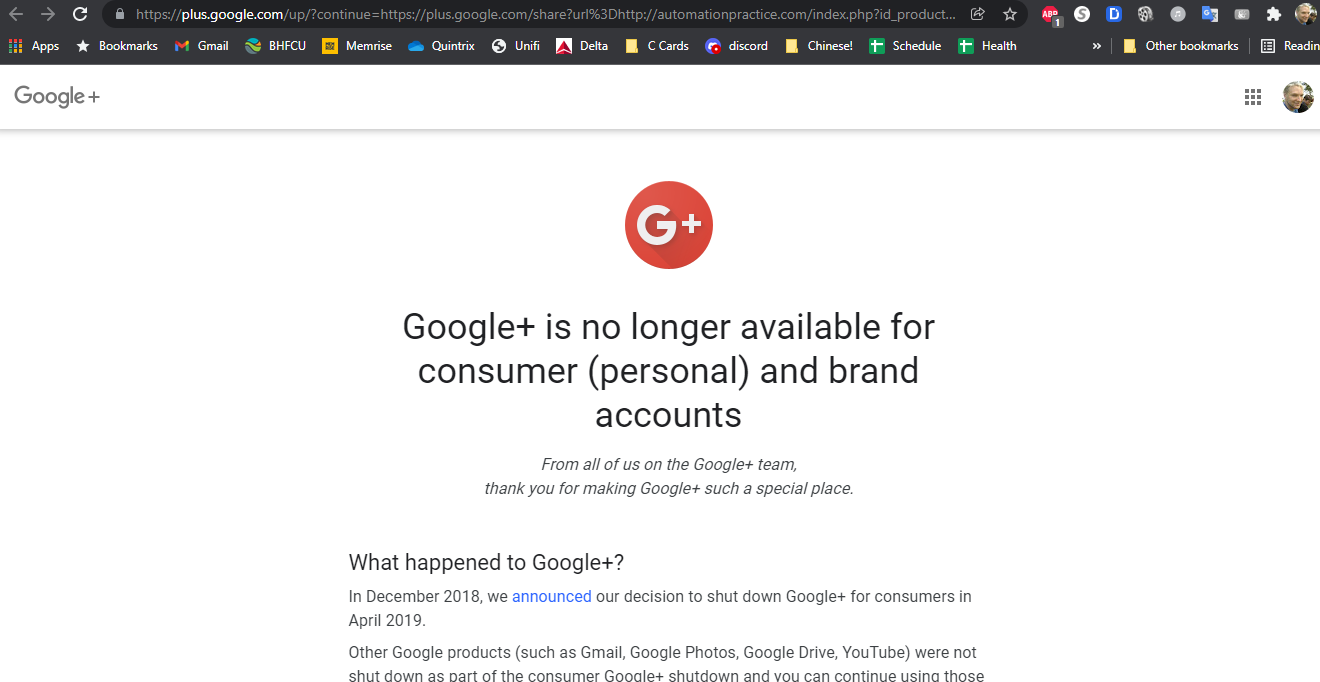 https://plus.google.com/up/?continue=https://plus.google.com/share?url%3Dhttp://automationpractice.com/index.php?id_product...
ABP
1
S
D
Apps Bookmarks Gmail BHFCU Memrise Quintrix Unifi Delta C Cards discord Chinese! Schedule Health » Other bookmarks Readin
Google+
G+
Google+ is no longer available for
consumer (personal) and brand
accounts
From all of us on the Google+ team,
thank you for making Google+ such a special place.
What happened to Google+?
In December 2018, we announced our decision to shut down Google+ for consumers in
April 2019.
Other Google products (such as Gmail, Google Photos, Google Drive, YouTube) were not
shut down as part of the consumer Google+ shutdown and you can continue using those